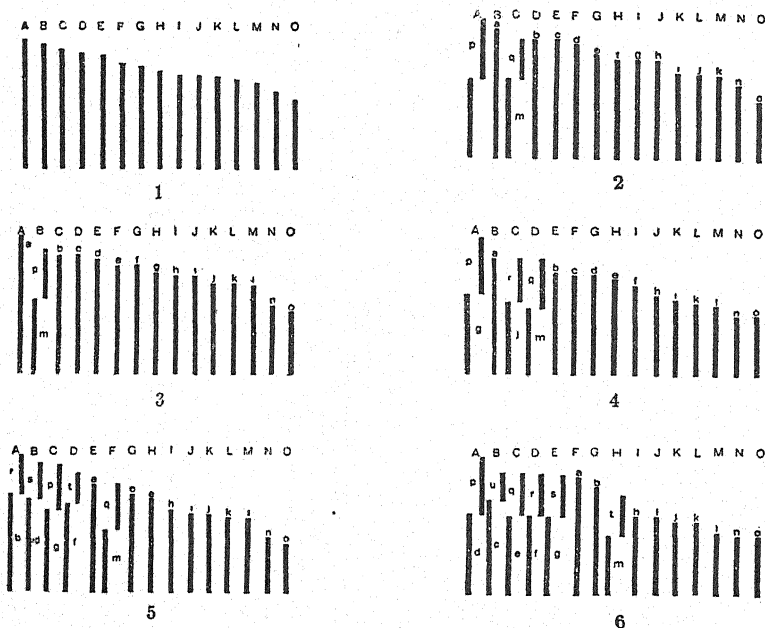 A B C D E F G H I J K L M N O
1
A B C D E F G H I J K L M N O
a
b c d e f g h i j k n o
p q
m
2
A B C D E F G H I J K L M N O
a b c d e f g h i j k l n o
p
m
3
A B C D E F G H I J K L M N O
a b c d e f h i k l n o
p r q
g j m
4
A B C D E F G H I J K L M N O
r s p t a q c e h i j k l n o
b d g f m
5
A B C D E F G H I J K L M N O
p u q r s a b t h i j k l n o
d c e f g m
6